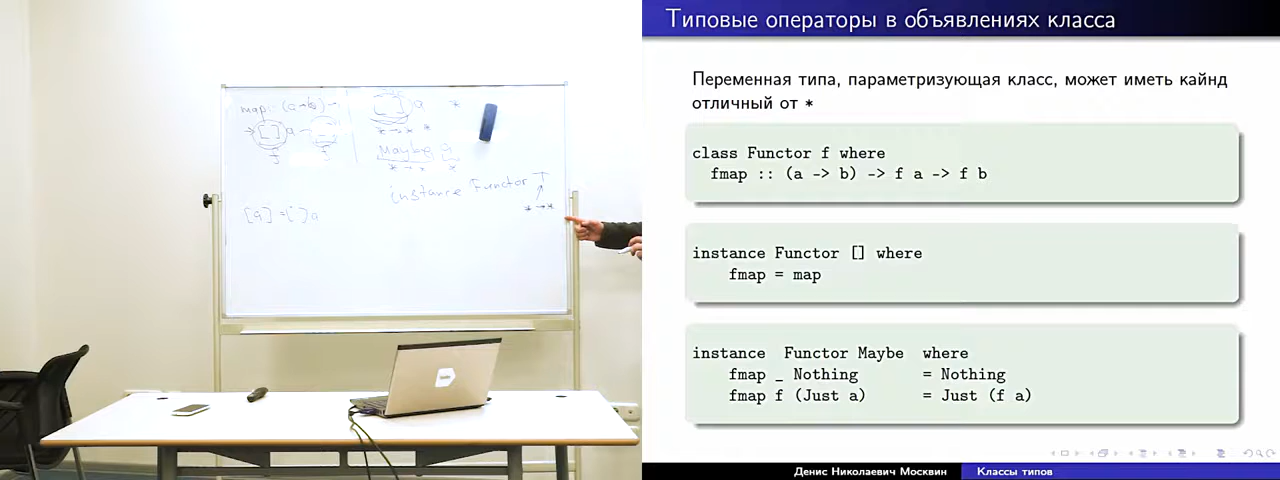 map :: (a→b)→
[ ] a
f
[ ] a *
*→* *
Maybe a
*→* *
instance Functor T
*→*
[a] = [ ] a
Типовые операторы в объявлениях класса
Переменная типа, параметризующая класс, может иметь кайнд
отличный от *
class Functor f where
fmap :: (a -> b) -> f a -> f b
instance Functor [] where
fmap = map
instance Functor Maybe where
fmap _ Nothing = Nothing
fmap f (Just a) = Just (f a)
Денис Николаевич Москвин Классы типов